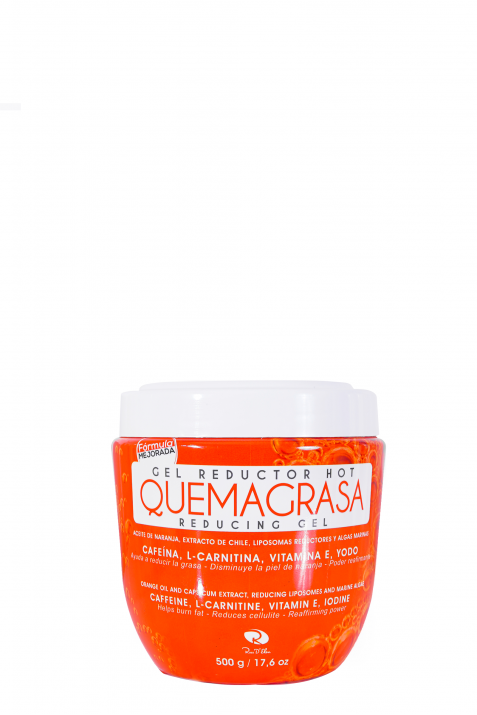 Fórmula
MEJORADA
GEL REDUCTOR HOT
QUEMAGRASA
REDUCING GEL
ACEITE DE NARANJA, EXTRACTO DE CHILE, LIPOSOMAS REDUCTORES Y ALGAS MARINAS
CAFEÍNA, L-CARNITINA, VITAMINA E, YODO
Ayuda a reducir la grasa - Disminuye la piel de naranja - Poder reafirmante
ORANGE OIL AND CAPSICUM EXTRACT, REDUCING LIPOSOMES AND MARINE ALGAE
CAFFEINE, L-CARNITINE, VITAMIN E, IODINE
Helps burn fat - Reduces cellulite - Reaffirming power
500 g / 17,6 oz